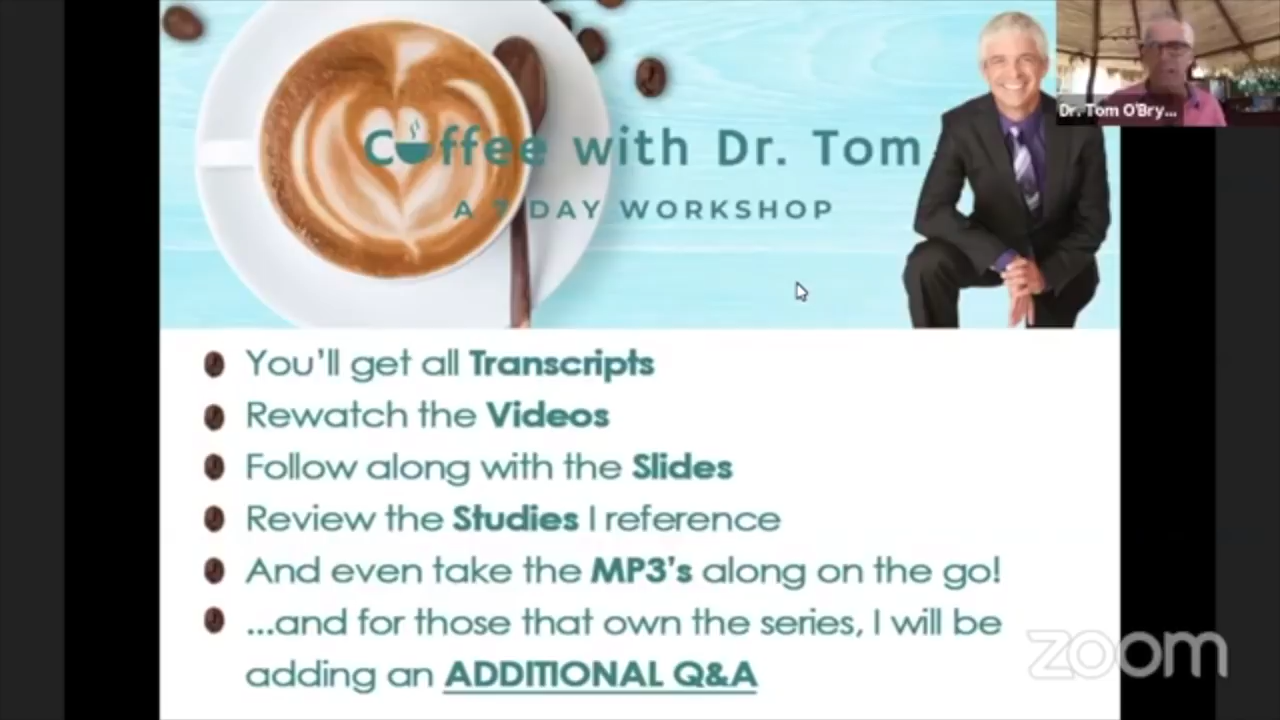 Coffee with Dr. Tom
A 7 DAY WORKSHOP
Dr. Tom O'Bry...
You'll get all Transcripts
Rewatch the Videos
Follow along with the Slides
Review the Studies I reference
And even take the MP3's along on the go!
...and for those that own the series, I will be
adding an ADDITIONAL Q&A
zoom